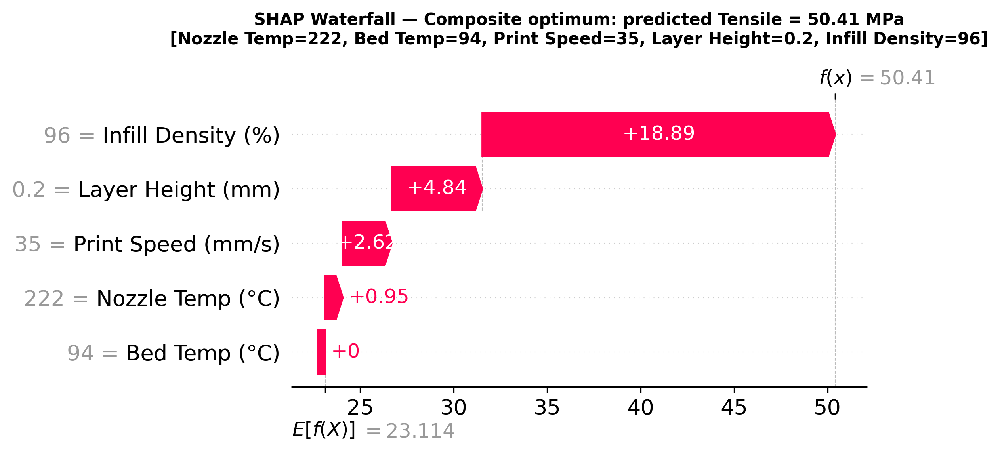 SHAP Waterfall — Composite optimum: predicted Tensile = 50.41 MPa
[Nozzle Temp=222, Bed Temp=94, Print Speed=35, Layer Height=0.2, Infill Density=96]
f(x) = 50.41
96 = Infill Density (%)
+18.89
0.2 = Layer Height (mm)
+4.84
35 = Print Speed (mm/s)
+2.62
222 = Nozzle Temp (°C)
+0.95
94 = Bed Temp (°C)
+0
25 30 35 40 45 50
E[f(X)] = 23.114